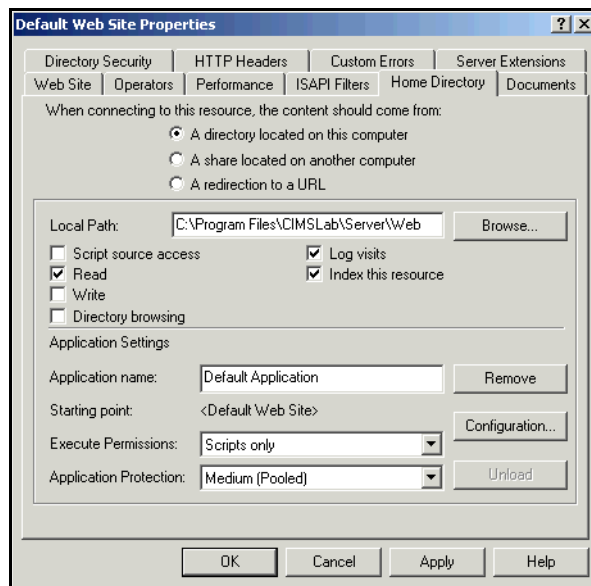 Default Web Site Properties
Directory Security HTTP Headers Custom Errors Server Extensions
Web Site Operators Performance ISAPI Filters Home Directory Documents
When connecting to this resource, the content should come from:
A directory located on this computer
A share located on another computer
A redirection to a URL
Local Path: C:\Program Files\CIMSLab\Server\Web Browse...
Script source access Log visits
Read Index this resource
Write
Directory browsing
Application Settings
Application name: Default Application Remove
Starting point: <Default Web Site>
Configuration...
Execute Permissions: Scripts only
Application Protection: Medium (Pooled) Unload
OK Cancel Apply Help